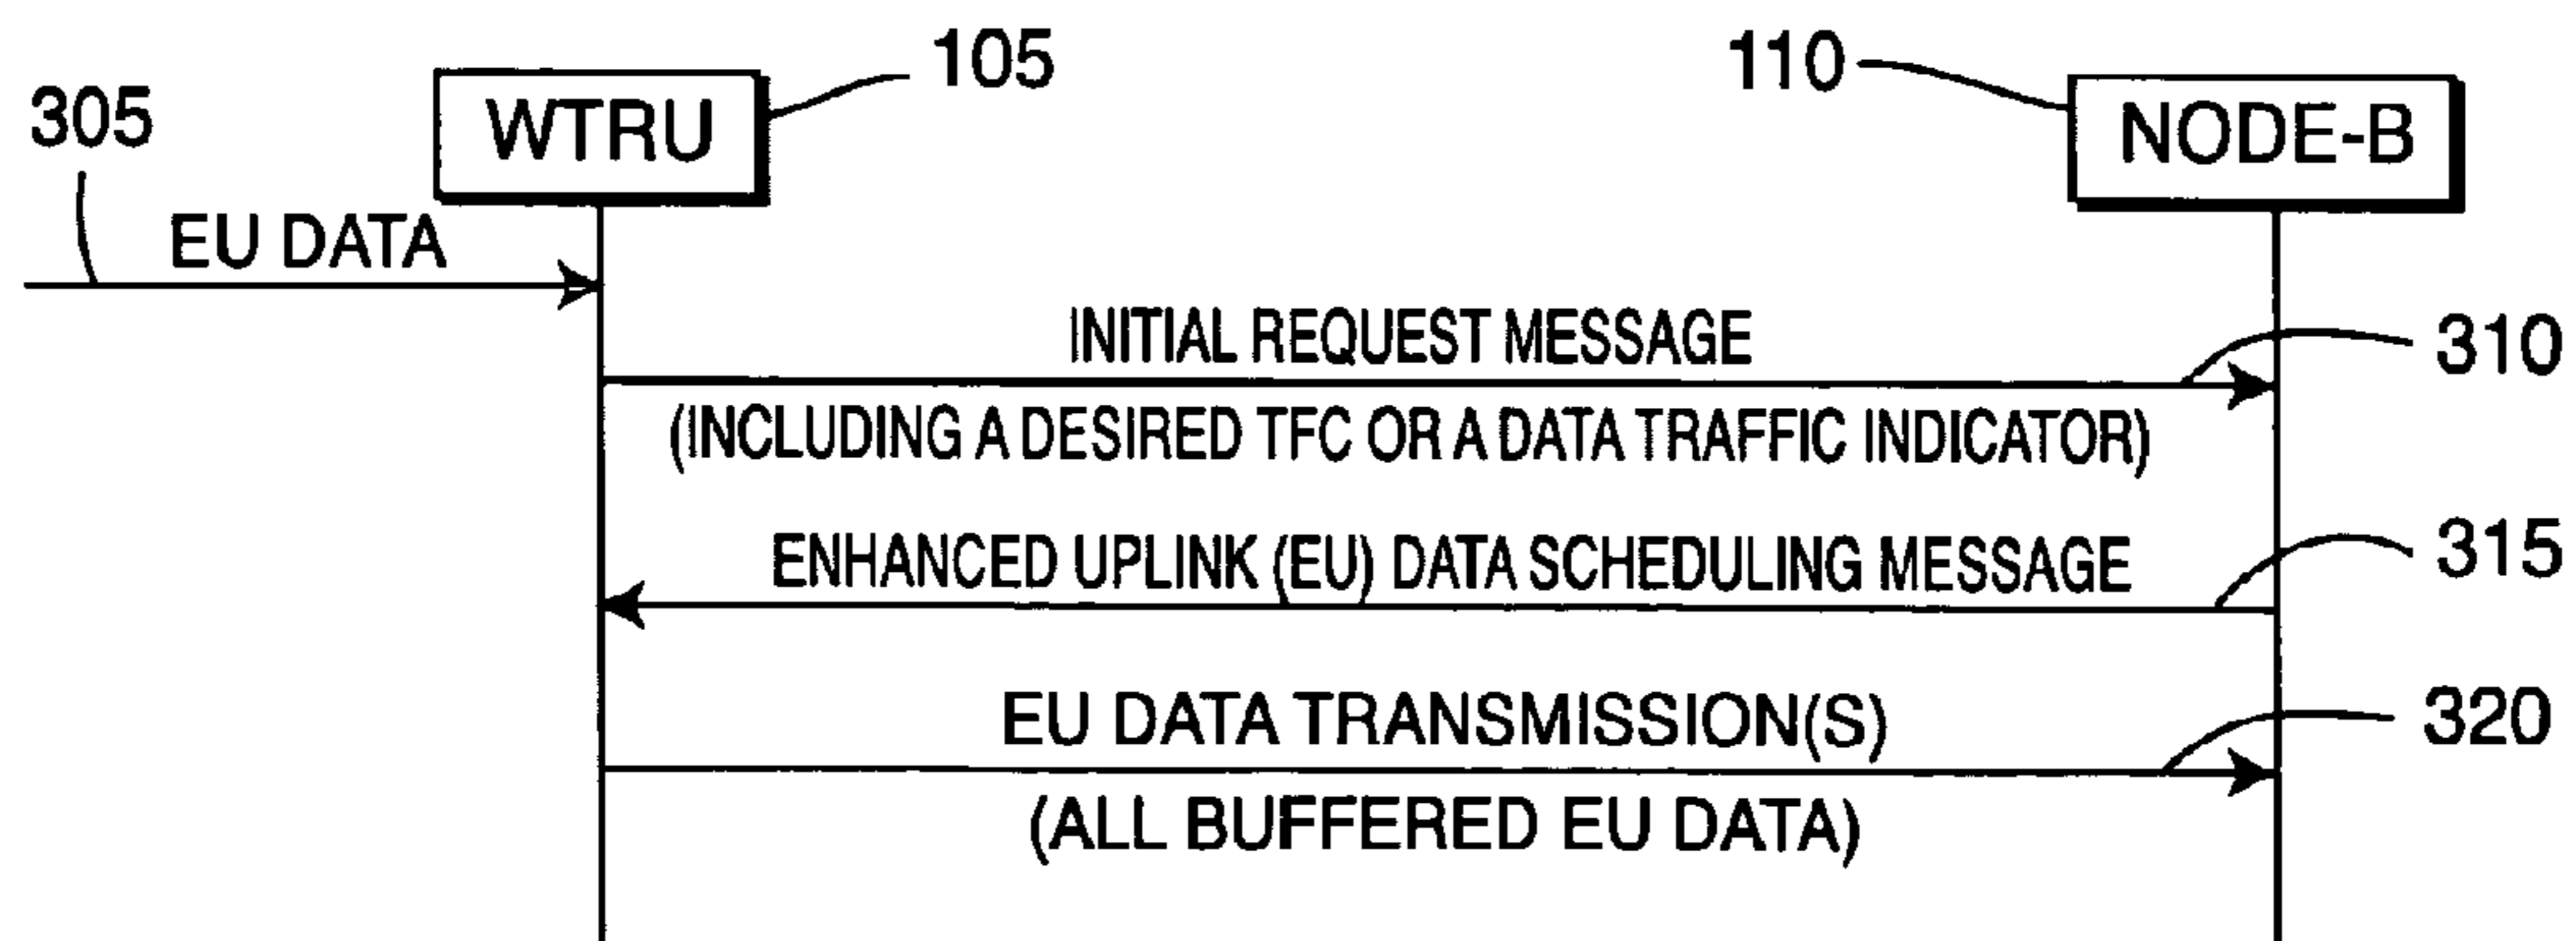 105
110
305
WTRU
NODE-B
EU DATA
INITIAL REQUEST MESSAGE
310
(INCLUDING A DESIRED TFC OR A DATA TRAFFIC INDICATOR)
ENHANCED UPLINK (EU) DATA SCHEDULING MESSAGE
315
EU DATA TRANSMISSION(S)
320
(ALL BUFFERED EU DATA)